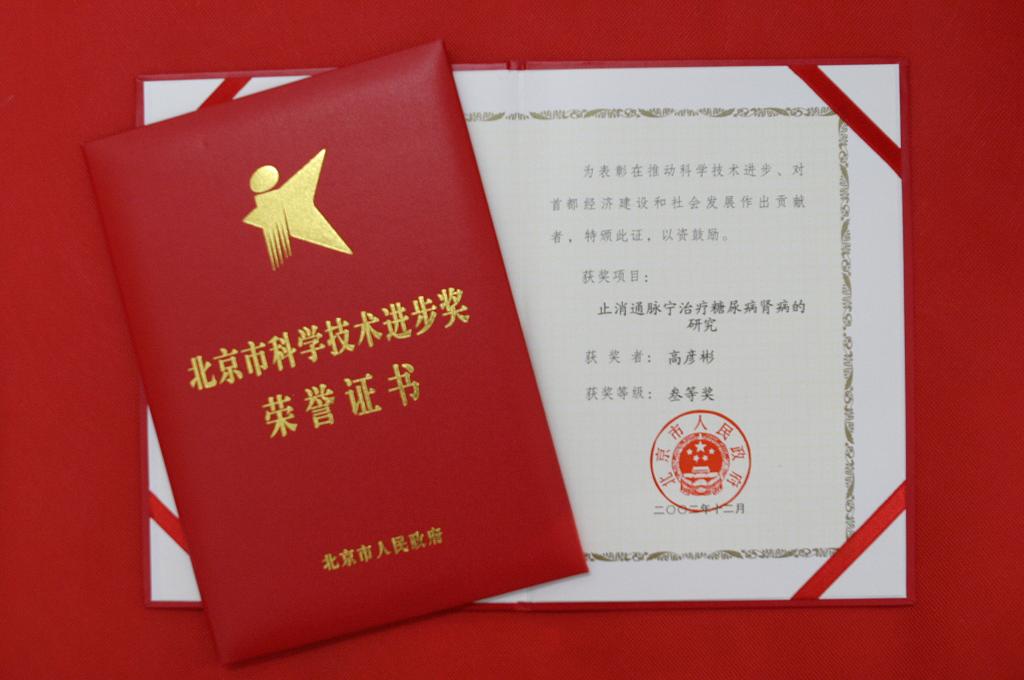 北京市科学技术进步奖
荣誉证书
北京市人民政府
为表彰在推动科学技术进步、对
首都经济建设和社会发展作出贡献
者，特颁此证，以资鼓励。
获奖项目：
止消通脉宁治疗糖尿病肾病的
研究
获 奖 者： 高彦彬
获奖等级： 叁等奖
北京市人民政府
二〇〇二年十二月